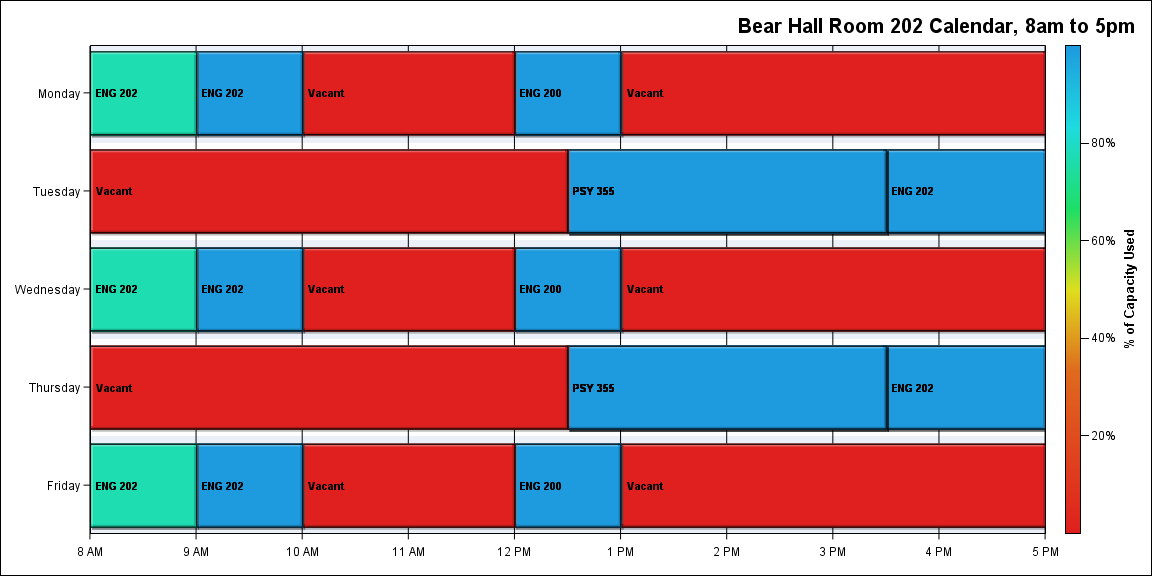 Bear Hall Room 202 Calendar, 8am to 5pm
Monday
ENG 202
ENG 202
Vacant
ENG 200
Vacant
Tuesday
Vacant
PSY 355
ENG 202
Wednesday
ENG 202
ENG 202
Vacant
ENG 200
Vacant
Thursday
Vacant
PSY 355
ENG 202
Friday
ENG 202
ENG 202
Vacant
ENG 200
Vacant
8 AM
9 AM
10 AM
11 AM
12 PM
1 PM
2 PM
3 PM
4 PM
5 PM
80%
60%
40%
20%
% of Capacity Used